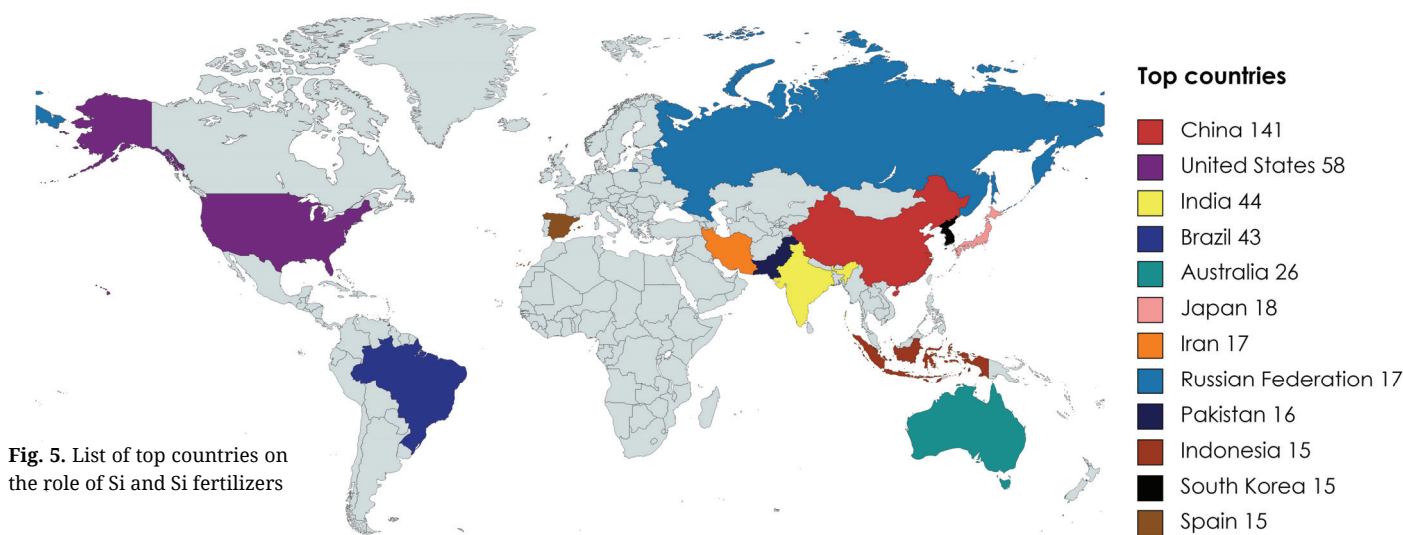 Top countries
China 141
United States 58
India 44
Brazil 43
Australia 26
Japan 18
Iran 17
Russian Federation 17
Pakistan 16
Indonesia 15
South Korea 15
Spain 15
Fig. 5. List of top countries on
the role of Si and Si fertilizers